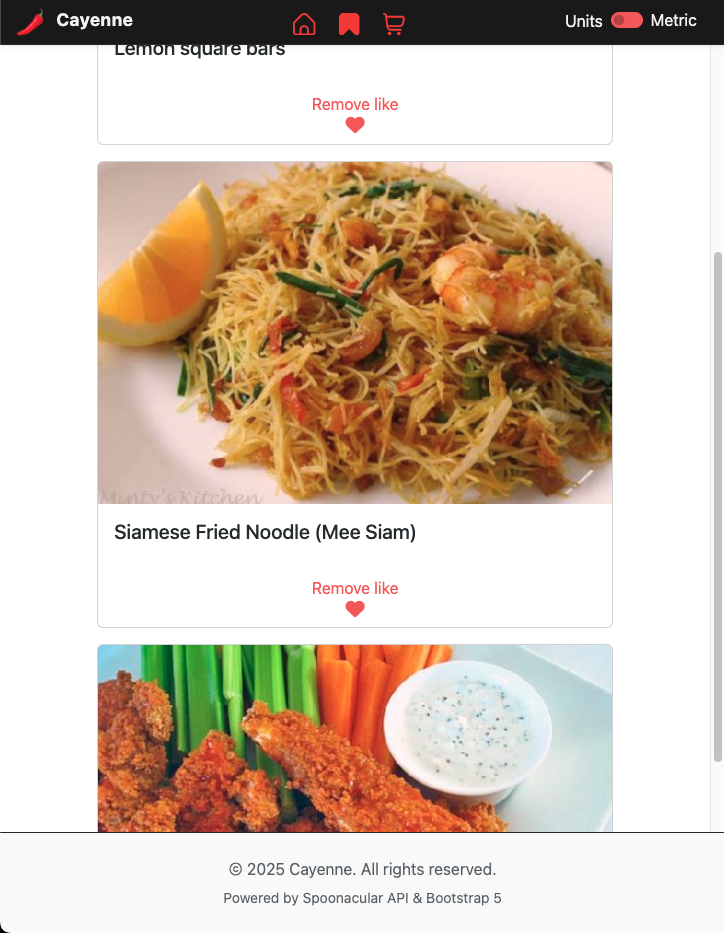 Cayenne
Units Metric
Lemon square bars
Remove like
Minty's Kitchen
Siamese Fried Noodle (Mee Siam)
Remove like
© 2025 Cayenne. All rights reserved.
Powered by Spoonacular API & Bootstrap 5